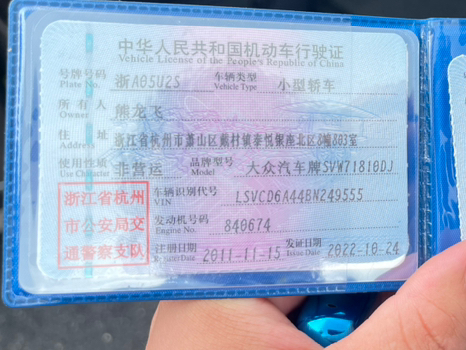 中华人民共和国机动车行驶证
Vehicle License of the People's Republic of China
号牌号码 浙A05U2S 车辆类型 小型轿车
Plate No. Vehicle Type
所有人 熊龙飞
Owner
住址 浙江省杭州市萧山区戴村镇泰悦银座北区8幢803室
Address
使用性质 非营运 品牌型号 大众汽车牌SVW71810DJ
Use Character Model
浙江省杭州市公安局交通警察支队
车辆识别代号 LSVCD6A44BN249555
VIN
发动机号码 840674
Engine No.
注册日期 2011-11-15 发证日期 2022-10-24
Register Date Issue Date